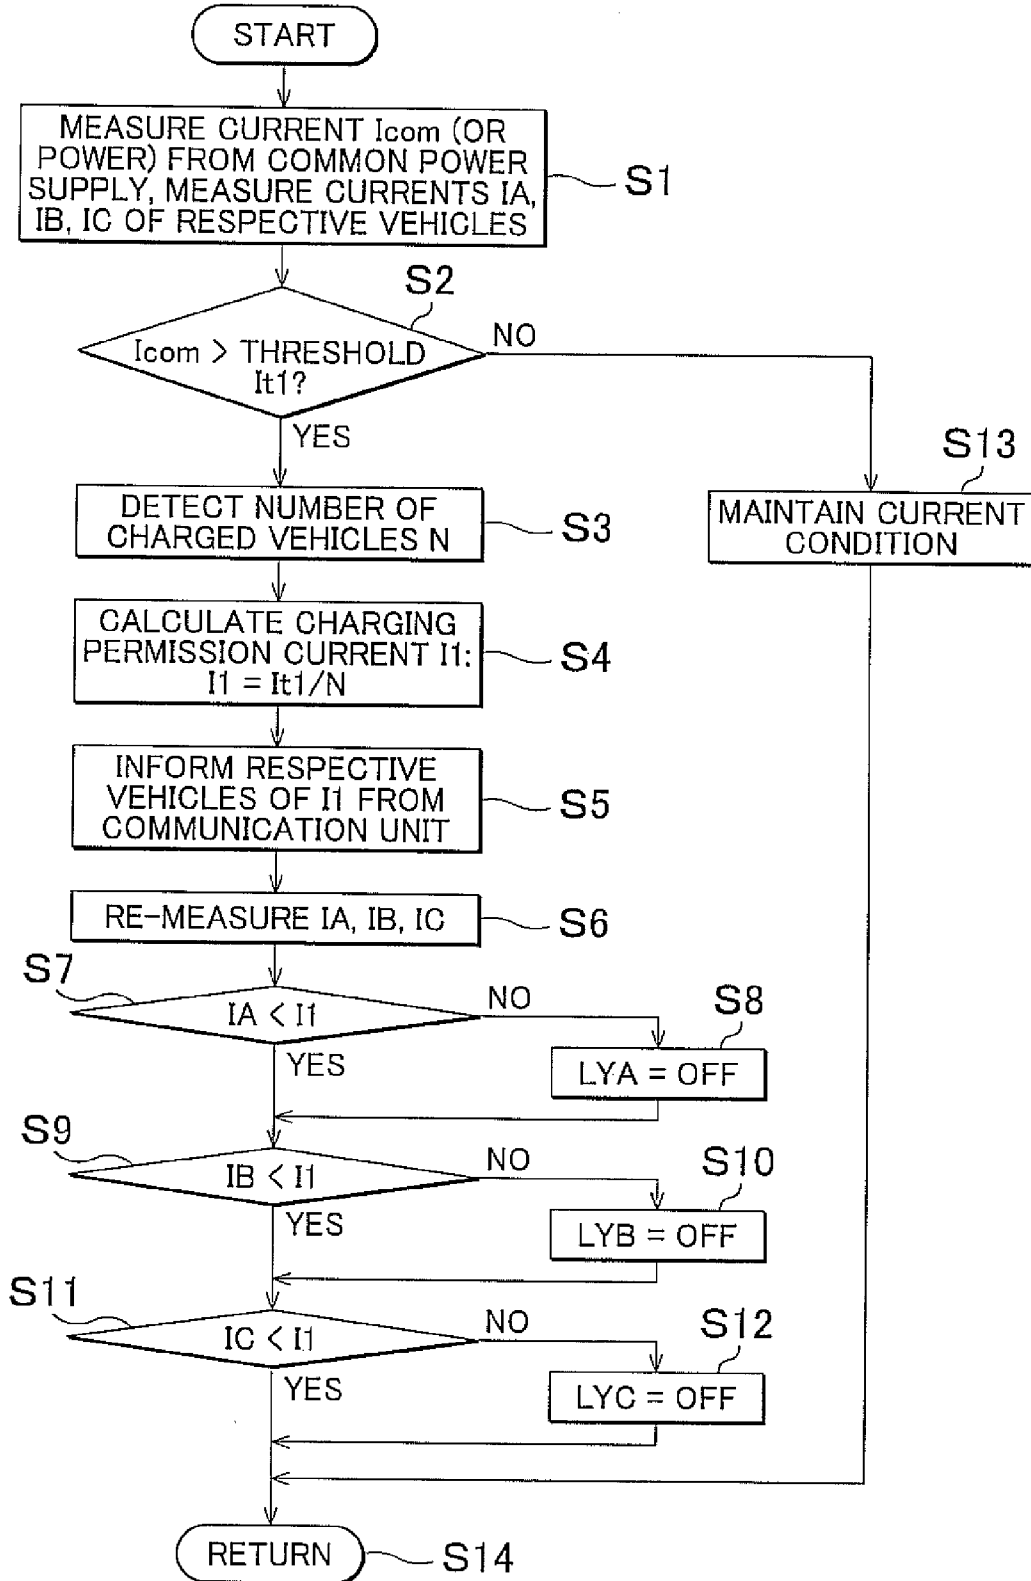 START
MEASURE CURRENT Icom (OR
POWER) FROM COMMON POWER
SUPPLY, MEASURE CURRENTS IA,
IB, IC OF RESPECTIVE VEHICLES
S1
S2
Icom > THRESHOLD
It1?
NO
YES
S13
MAINTAIN CURRENT
CONDITION
DETECT NUMBER OF
CHARGED VEHICLES N
S3
CALCULATE CHARGING
PERMISSION CURRENT I1:
I1 = It1/N
S4
INFORM RESPECTIVE
VEHICLES OF I1 FROM
COMMUNICATION UNIT
S5
RE-MEASURE IA, IB, IC
S6
S7
IA < I1
NO
YES
S8
LYA = OFF
S9
IB < I1
NO
YES
S10
LYB = OFF
S11
IC < I1
NO
YES
S12
LYC = OFF
RETURN
S14